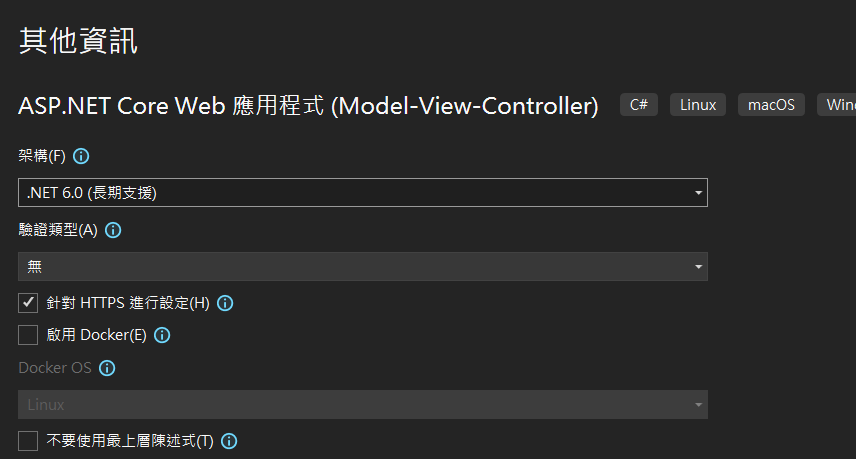 其他資訊
ASP.NET Core Web 應用程式 (Model-View-Controller) C# Linux macOS
架構(F)
.NET 6.0 (長期支援)
驗證類型(A)
無
針對 HTTPS 進行設定(H)
啟用 Docker(E)
Docker OS
Linux
不要使用最上層陳述式(T)